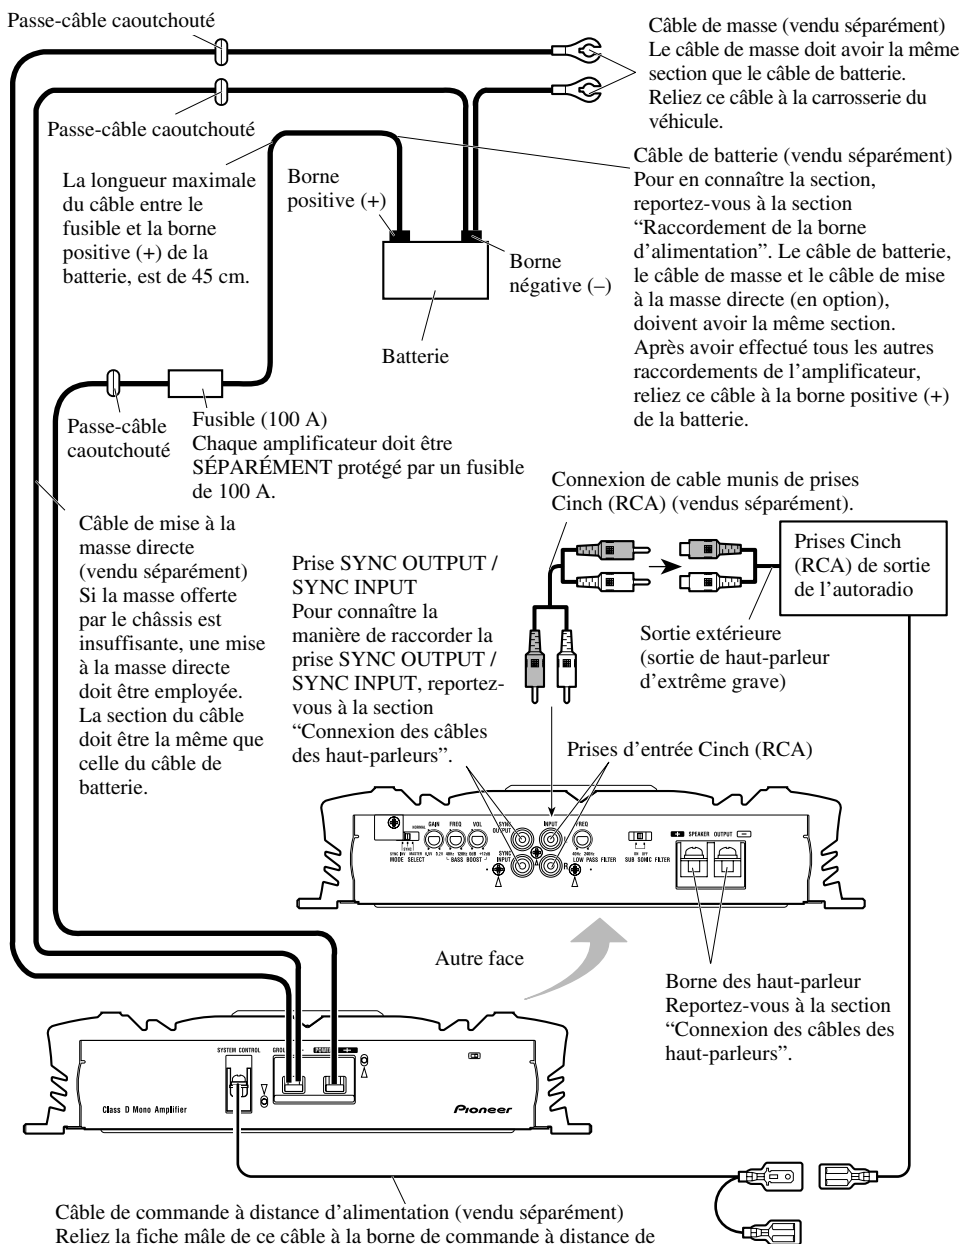 Passe-câble caoutchouté
Câble de masse (vendu séparément)
Le câble de masse doit avoir la même
section que le câble de batterie.
Reliez ce câble à la carrosserie du
véhicule.
Passe-câble caoutchouté
La longueur maximale
du câble entre le
fusible et la borne
positive (+) de la
batterie, est de 45 cm.
Borne
positive (+)
Borne
négative (–)
Batterie
Câble de batterie (vendu séparément)
Pour en connaître la section,
reportez-vous à la section
“Raccordement de la borne
d’alimentation”. Le câble de batterie,
le câble de masse et le câble de mise
à la masse directe (en option),
doivent avoir la même section.
Après avoir effectué tous les autres
raccordements de l’amplificateur,
reliez ce câble à la borne positive (+)
de la batterie.
Passe-câble
caoutchouté
Fusible (100 A)
Chaque amplificateur doit être
SÉPARÉMENT protégé par un fusible
de 100 A.
Câble de mise à la
masse directe
(vendu séparément)
Si la masse offerte
par le châssis est
insuffisante, une mise
à la masse directe
doit être employée.
La section du câble
doit être la même que
celle du câble de
batterie.
Connexion de cable munis de prises
Cinch (RCA) (vendus séparément).
Prises Cinch
(RCA) de sortie
de l’autoradio
Prise SYNC OUTPUT /
SYNC INPUT
Pour connaître la
manière de raccorder la
prise SYNC OUTPUT /
SYNC INPUT, reportez-
vous à la section
“Connexion des câbles
des haut-parleurs”.
Sortie extérieure
(sortie de haut-parleur
d’extrême grave)
Prises d’entrée Cinch (RCA)
NORMAL GAIN FREQ VOL SYNC OUTPUT INPUT FREQ SPEAKER OUTPUT
MODE SELECT BASS BOOST SYNC INPUT R LOW PASS FILTER SUB SONIC FILTER
Autre face
Borne des haut-parleur
Reportez-vous à la section
“Connexion des câbles des
haut-parleurs”.
SYSTEM CONTROL
Class D Mono Amplifier
Pioneer
Câble de commande à distance d’alimentation (vendu séparément)
Reliez la fiche mâle de ce câble à la borne de commande à distance de